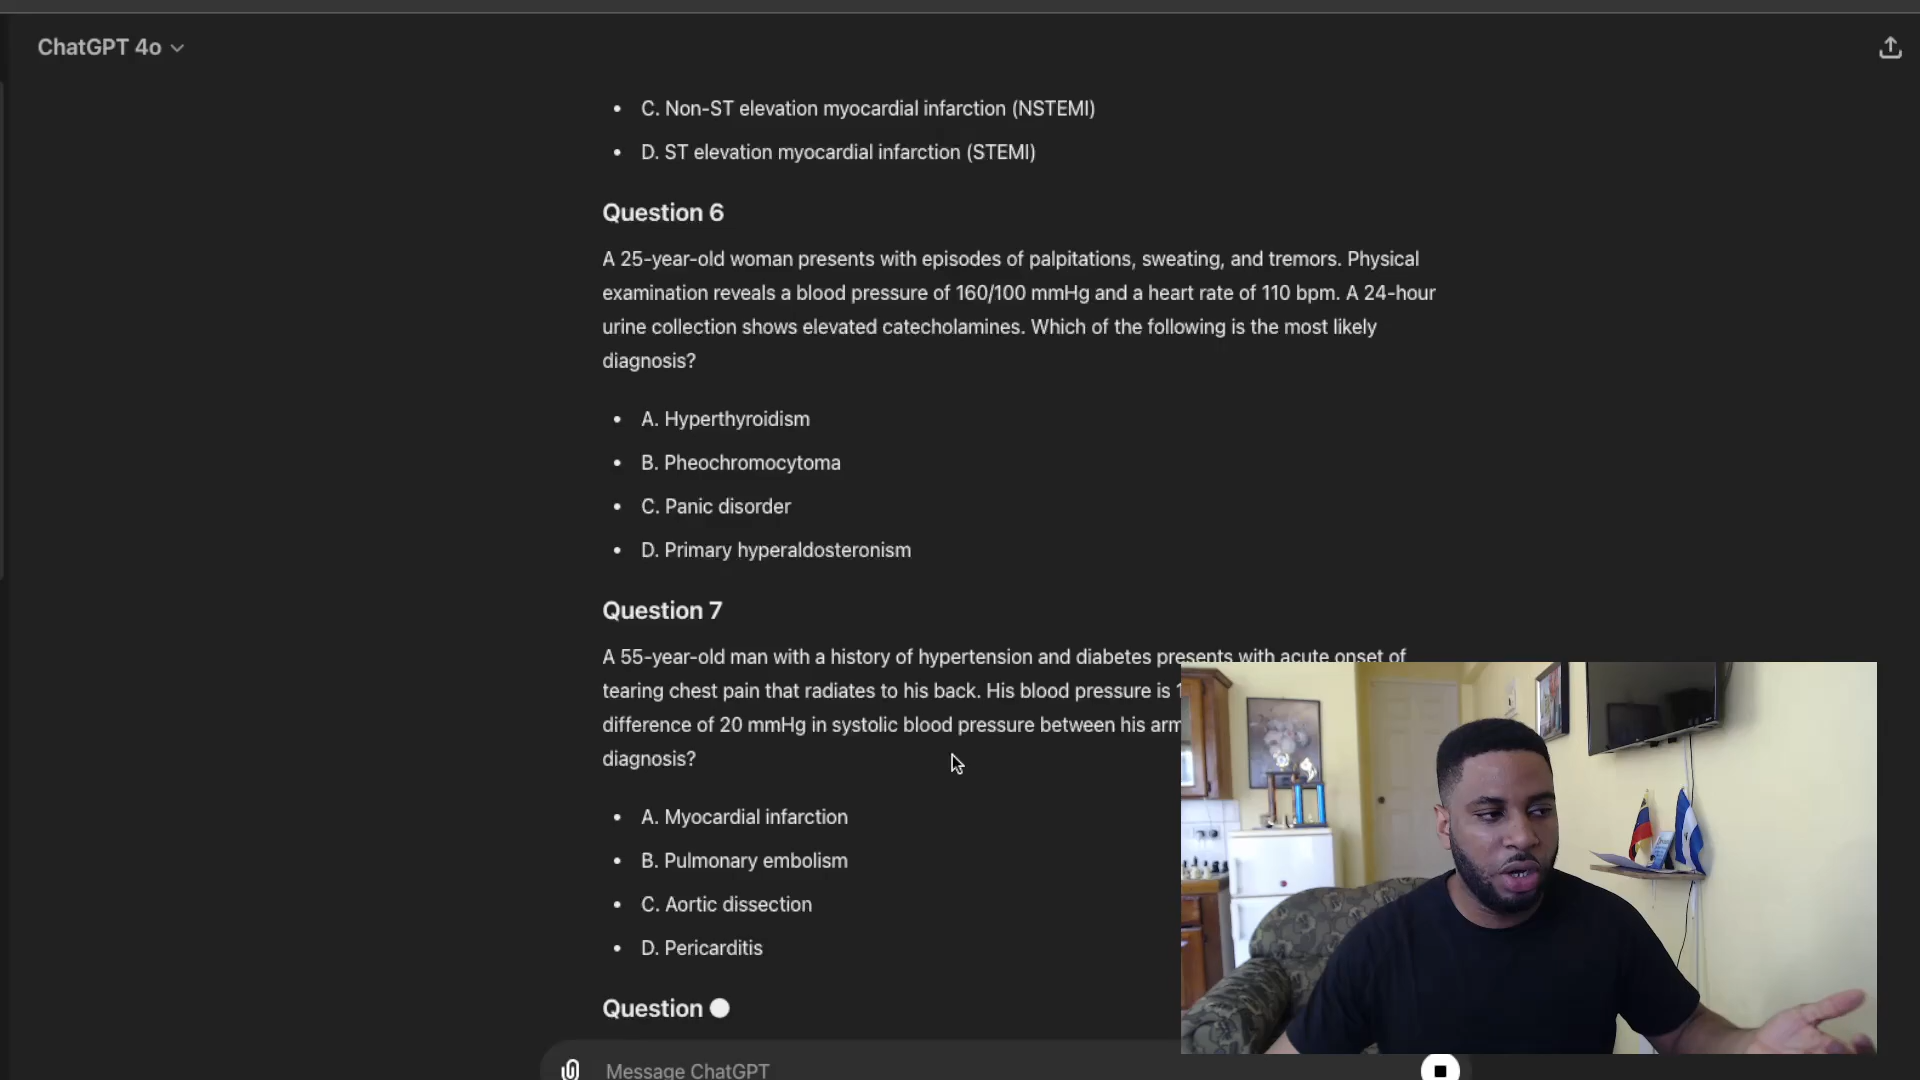 ChatGPT 4o
• C. Non-ST elevation myocardial infarction (NSTEMI)
• D. ST elevation myocardial infarction (STEMI)
Question 6
A 25-year-old woman presents with episodes of palpitations, sweating, and tremors. Physical
examination reveals a blood pressure of 160/100 mmHg and a heart rate of 110 bpm. A 24-hour
urine collection shows elevated catecholamines. Which of the following is the most likely
diagnosis?
• A. Hyperthyroidism
• B. Pheochromocytoma
• C. Panic disorder
• D. Primary hyperaldosteronism
Question 7
A 55-year-old man with a history of hypertension and diabetes presents with acute onset of
tearing chest pain that radiates to his back. His blood pressure is
difference of 20 mmHg in systolic blood pressure between his
diagnosis?
• A. Myocardial infarction
• B. Pulmonary embolism
• C. Aortic dissection
• D. Pericarditis
Question
Message ChatGPT